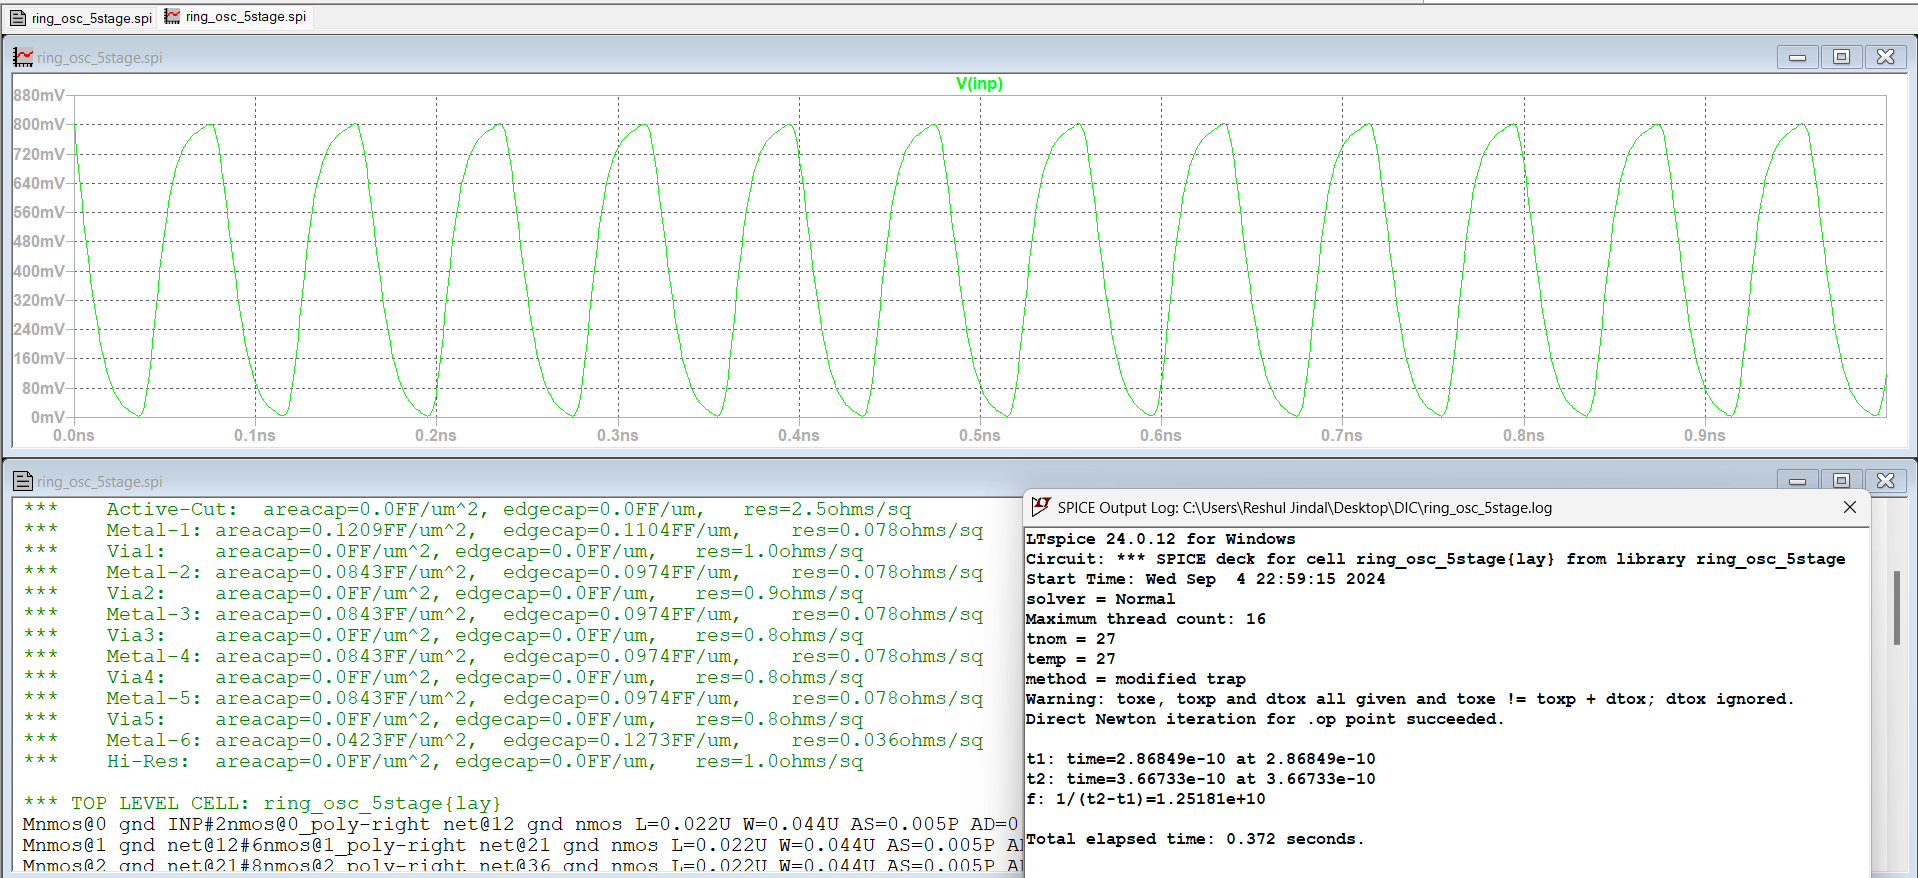 ring_osc_5stage.spi ring_osc_5stage.spi
ring_osc_5stage.spi
V(inp)
880mV
800mV
720mV
640mV
560mV
480mV
400mV
320mV
240mV
160mV
80mV
0mV
0.0ns 0.1ns 0.2ns 0.3ns 0.4ns 0.5ns 0.6ns 0.7ns 0.8ns 0.9ns
ring_osc_5stage.spi
*** Active-Cut: areacap=0.0FF/um^2, edgecap=0.0FF/um, res=2.5ohms/sq
*** Metal-1: areacap=0.1209FF/um^2, edgecap=0.1104FF/um, res=0.078ohms/sq
*** Via1: areacap=0.0FF/um^2, edgecap=0.0FF/um, res=1.0ohms/sq
*** Metal-2: areacap=0.0843FF/um^2, edgecap=0.0974FF/um, res=0.078ohms/sq
*** Via2: areacap=0.0FF/um^2, edgecap=0.0FF/um, res=0.9ohms/sq
*** Metal-3: areacap=0.0843FF/um^2, edgecap=0.0974FF/um, res=0.078ohms/sq
*** Via3: areacap=0.0FF/um^2, edgecap=0.0FF/um, res=0.8ohms/sq
*** Metal-4: areacap=0.0843FF/um^2, edgecap=0.0974FF/um, res=0.078ohms/sq
*** Via4: areacap=0.0FF/um^2, edgecap=0.0FF/um, res=0.8ohms/sq
*** Metal-5: areacap=0.0843FF/um^2, edgecap=0.0974FF/um, res=0.078ohms/sq
*** Via5: areacap=0.0FF/um^2, edgecap=0.0FF/um, res=0.8ohms/sq
*** Metal-6: areacap=0.0423FF/um^2, edgecap=0.1273FF/um, res=0.036ohms/sq
*** Hi-Res: areacap=0.0FF/um^2, edgecap=0.0FF/um, res=1.0ohms/sq
*** TOP LEVEL CELL: ring_osc_5stage{lay}
Mnmos@0 gnd INP#2nmos@0_poly-right net@12 gnd nmos L=0.022U W=0.044U AS=0.005P AD=0
Mnmos@1 gnd net@12#6nmos@1_poly-right net@21 gnd nmos L=0.022U W=0.044U AS=0.005P
Mnmos@2 gnd net@21#8nmos@2_poly-right net@36 gnd nmos L=0.022U W=0.044U AS=0.005P
SPICE Output Log: C:\Users\Reshul Jindal\Desktop\DIC\ring_osc_5stage.log
LTspice 24.0.12 for Windows
Circuit: *** SPICE deck for cell ring_osc_5stage{lay} from library ring_osc_5stage
Start Time: Wed Sep  4 22:59:15 2024
solver = Normal
Maximum thread count: 16
tnom = 27
temp = 27
method = modified trap
Warning: toxe, toxp and dtox all given and toxe != toxp + dtox; dtox ignored.
Direct Newton iteration for .op point succeeded.
t1: time=2.86849e-10 at 2.86849e-10
t2: time=3.66733e-10 at 3.66733e-10
f: 1/(t2-t1)=1.25181e+10
Total elapsed time: 0.372 seconds.